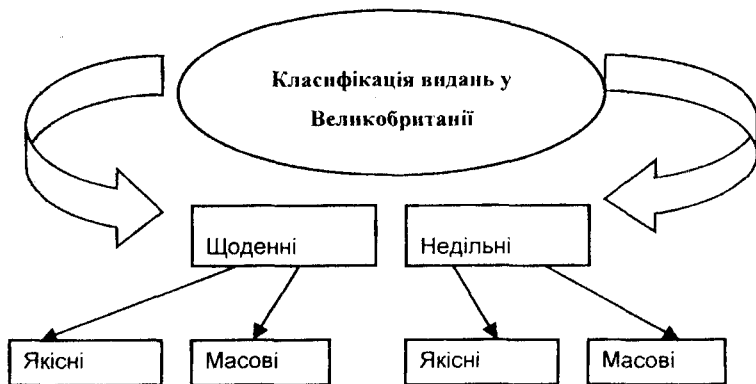 Класифікація видань у
Великобританії
Щоденні
Недільні
Якісні
Масові
Якісні
Масові